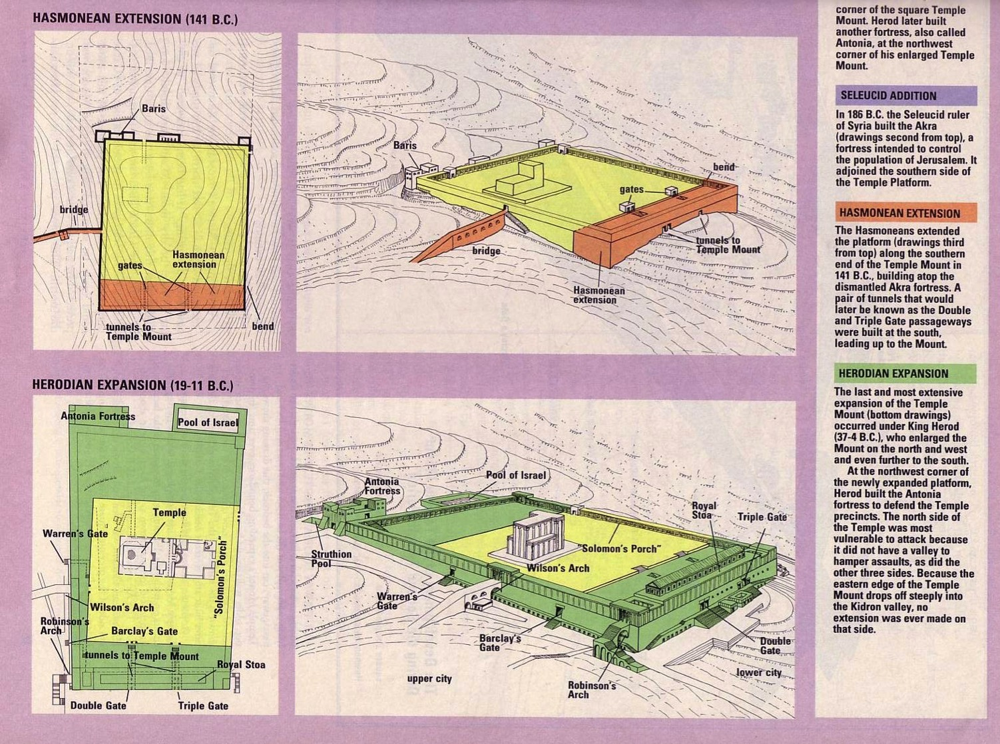 HASMONEAN EXTENSION (141 B.C.)
Baris
bridge
gates
Hasmonean
extension
tunnels to
Temple Mount
bend
Baris
bend
gates
tunnels to
Temple Mount
bridge
Hasmonean
extension
HERODIAN EXPANSION (19-11 B.C.)
Antonia Fortress
Pool of Israel
Temple
Warren's Gate
"Solomon's Porch"
Wilson's Arch
Robinson's
Arch
Barclay's Gate
tunnels to Temple Mount
Royal Stoa
Double Gate
Triple Gate
Antonia
Fortress
Pool of Israel
Royal
Stoa
Triple Gate
Struthion
Pool
"Solomon's Porch"
Wilson's Arch
Warren's
Gate
Barclay's
Gate
Double
Gate
upper city
lower city
Robinson's
Arch
corner of the square Temple
Mount. Herod later built
another fortress, also called
Antonia, at the northwest
corner of his enlarged Temple
Mount.
SELEUCID ADDITION
In 186 B.C. the Seleucid ruler
of Syria built the Akra
(drawings second from top), a
fortress intended to control
the population of Jerusalem. It
adjoined the southern side of
the Temple Platform.
HASMONEAN EXTENSION
The Hasmoneans extended
the platform (drawings third
from top) along the southern
end of the Temple Mount in
141 B.C., building atop the
dismantled Akra fortress. A
pair of tunnels that would
later be known as the Double
and Triple Gate passageways
were built at the south,
leading up to the Mount.
HERODIAN EXPANSION
The last and most extensive
expansion of the Temple
Mount (bottom drawings)
occurred under King Herod
(37-4 B.C.), who enlarged the
Mount on the north and west
and even further to the south.
At the northwest corner of
the newly expanded platform,
Herod built the Antonia
fortress to defend the Temple
precincts. The north side of
the Temple was most
vulnerable to attack because
it did not have a valley to
hamper assaults, as did the
other three sides. Because the
eastern edge of the Temple
Mount drops off steeply into
the Kidron valley, no
extension was ever made on
that side.